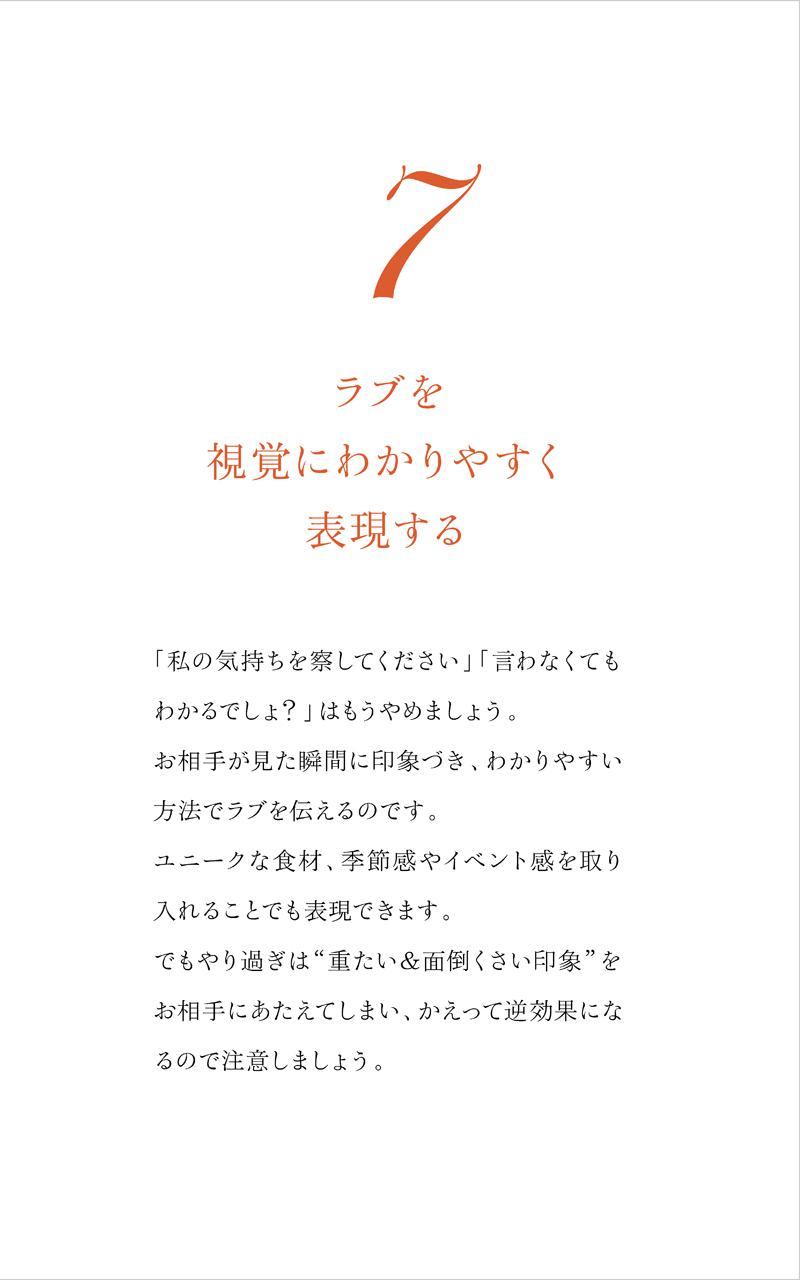 7
ラブを
視覚にわかりやすく
表現する
「私の気持ちを察してください」「言わなくても
わかるでしょ？」はもうやめましょう。
お相手が見た瞬間に印象づき、わかりやすい
方法でラブを伝えるのです。
ユニークな食材、季節感やイベント感を取り
入れることでも表現できます。
でもやり過ぎは“重たい＆面倒くさい印象”を
お相手にあたえてしまい、かえって逆効果にな
るので注意しましょう。